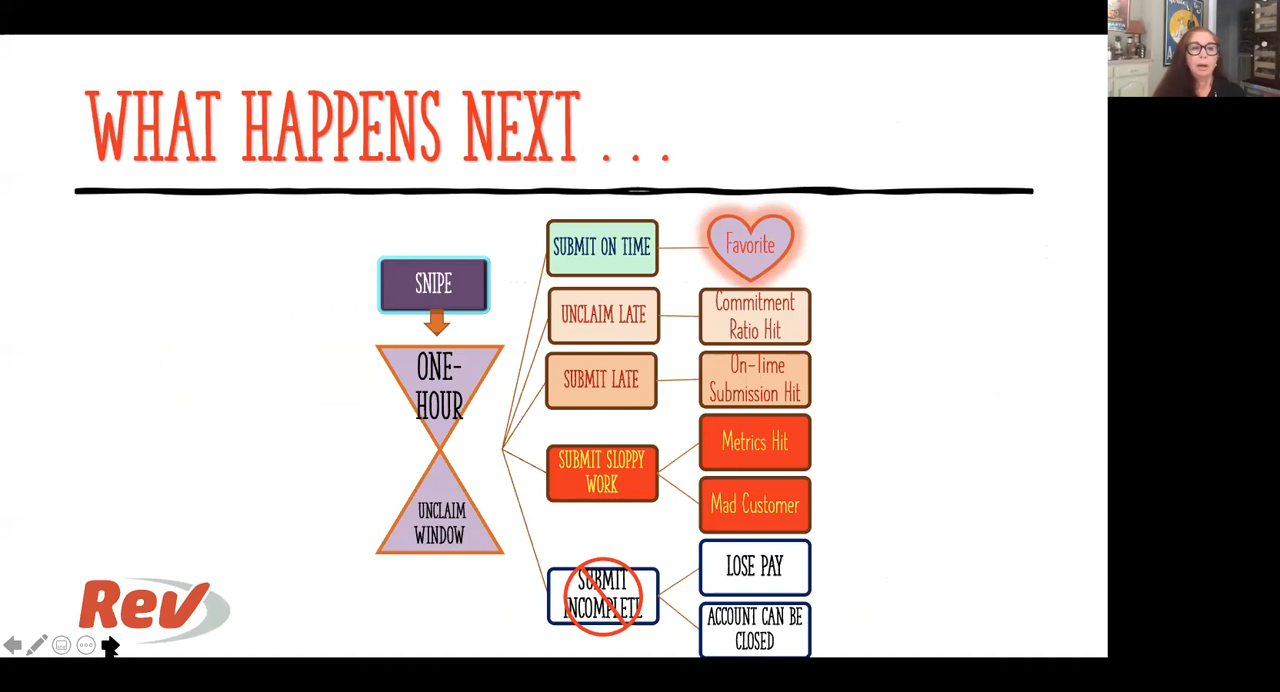 WHAT HAPPENS NEXT . . .
SNIPE
ONE-
HOUR
UNCLAIM
WINDOW
SUBMIT ON TIME
Favorite
UNCLAIM LATE
Commitment
Ratio Hit
SUBMIT LATE
On-Time
Submission Hit
SUBMIT SLOPPY
WORK
Metrics Hit
Mad Customer
SUBMIT
INCOMPLETE
LOSE PAY
ACCOUNT CAN BE
CLOSED
Rev